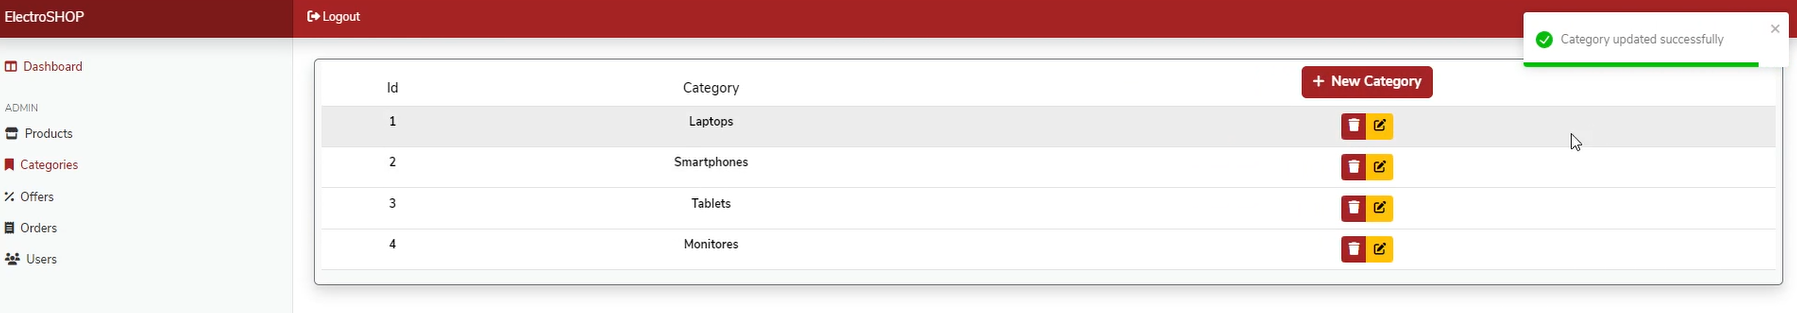 ElectroSHOP
Logout
Category updated successfully
Dashboard
ADMIN
Products
Categories
Offers
Orders
Users
Id Category + New Category
1 Laptops
2 Smartphones
3 Tablets
4 Monitores